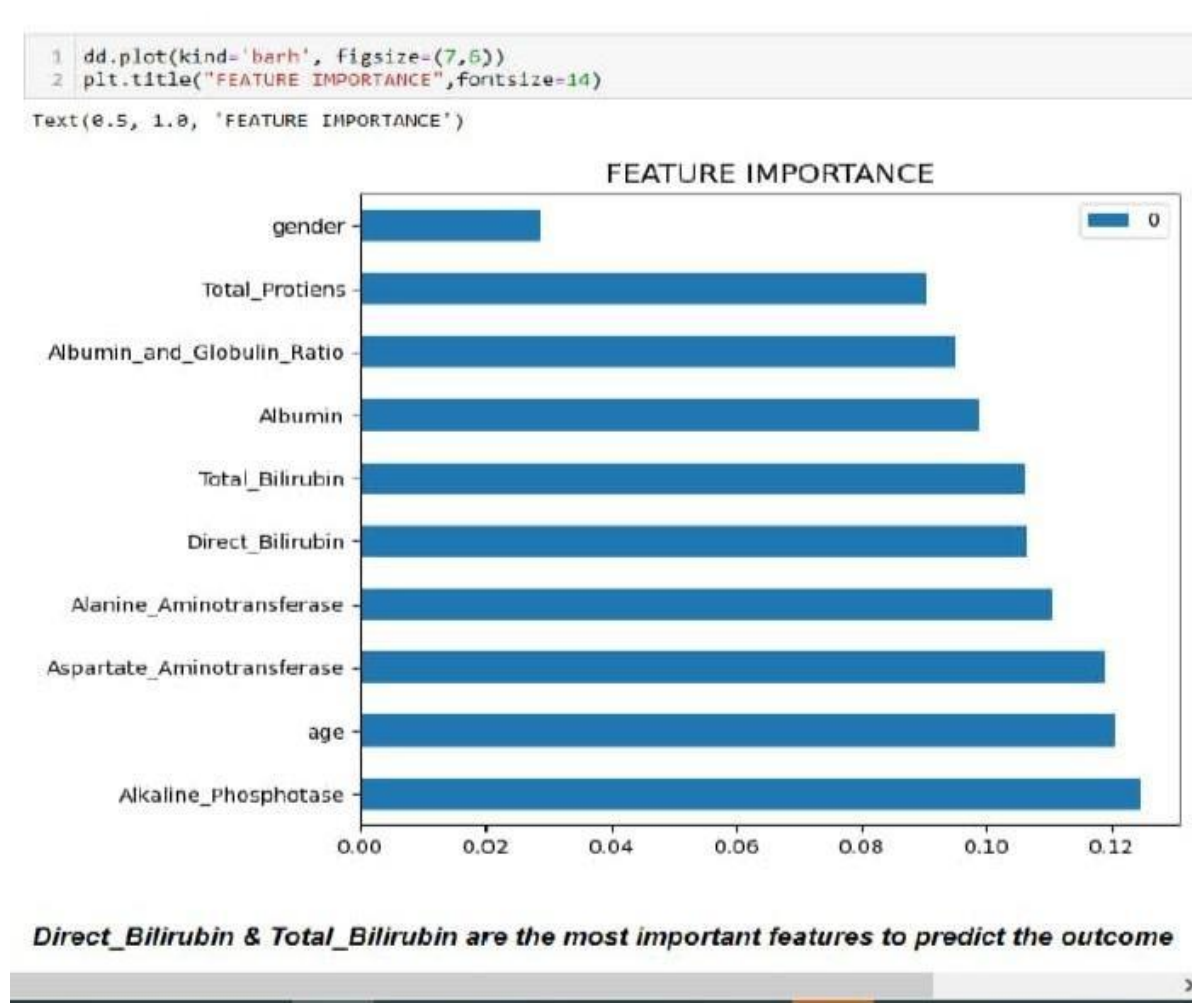 1 dd.plot(kind='barh', figsize=(7,6))
2 plt.title("FEATURE IMPORTANCE",fontsize=14)
Text(0.5, 1.0, 'FEATURE IMPORTANCE')
FEATURE IMPORTANCE
0
gender
Total_Protiens
Albumin_and_Globulin_Ratio
Albumin
Total_Bilirubin
Direct_Bilirubin
Alanine_Aminotransferase
Aspartate_Aminotransferase
age
Alkaline_Phosphotase
0.00 0.02 0.04 0.06 0.08 0.10 0.12
Direct_Bilirubin & Total_Bilirubin are the most important features to predict the outcome